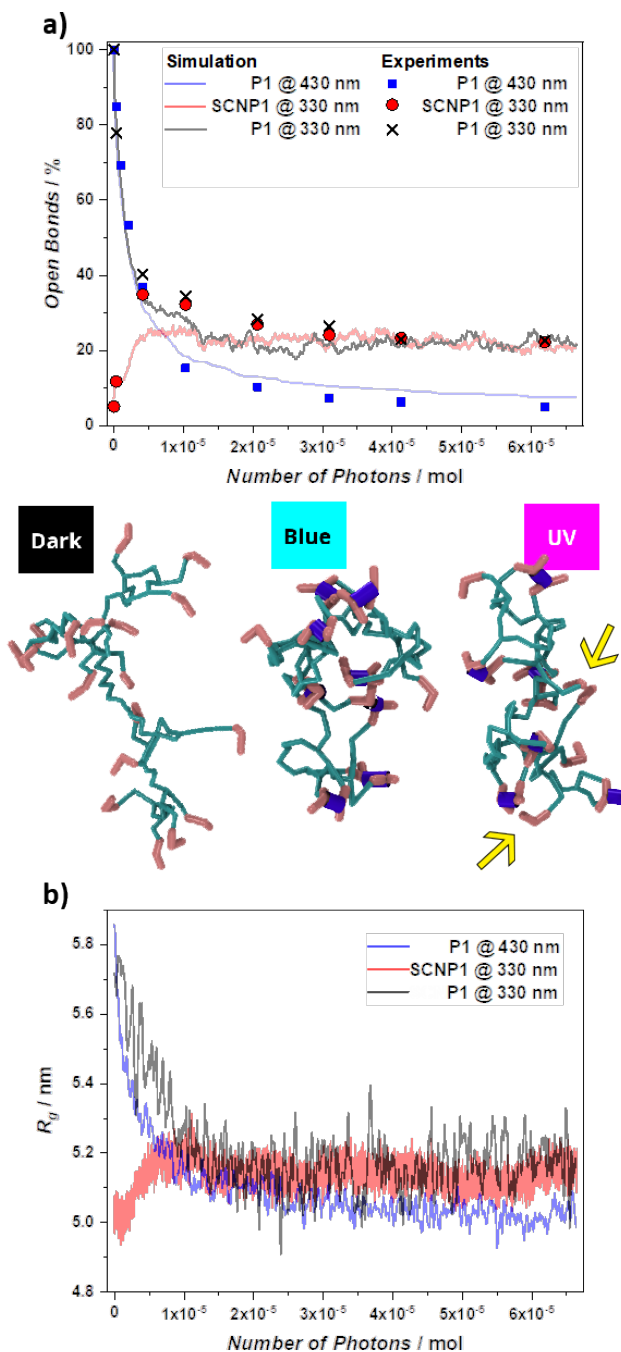 a)
Simulation Experiments
P1 @ 430 nm P1 @ 430 nm
SCNP1 @ 330 nm SCNP1 @ 330 nm
P1 @ 330 nm P1 @ 330 nm
100
80
60
40
20
0
Open Bonds / %
0 1x10⁻⁵ 2x10⁻⁵ 3x10⁻⁵ 4x10⁻⁵ 5x10⁻⁵ 6x10⁻⁵
Number of Photons / mol
Dark Blue UV
b)
P1 @ 430 nm
SCNP1 @ 330 nm
P1 @ 330 nm
5.8
5.6
5.4
5.2
5.0
4.8
R_g / nm
0 1x10⁻⁵ 2x10⁻⁵ 3x10⁻⁵ 4x10⁻⁵ 5x10⁻⁵ 6x10⁻⁵
Number of Photons / mol